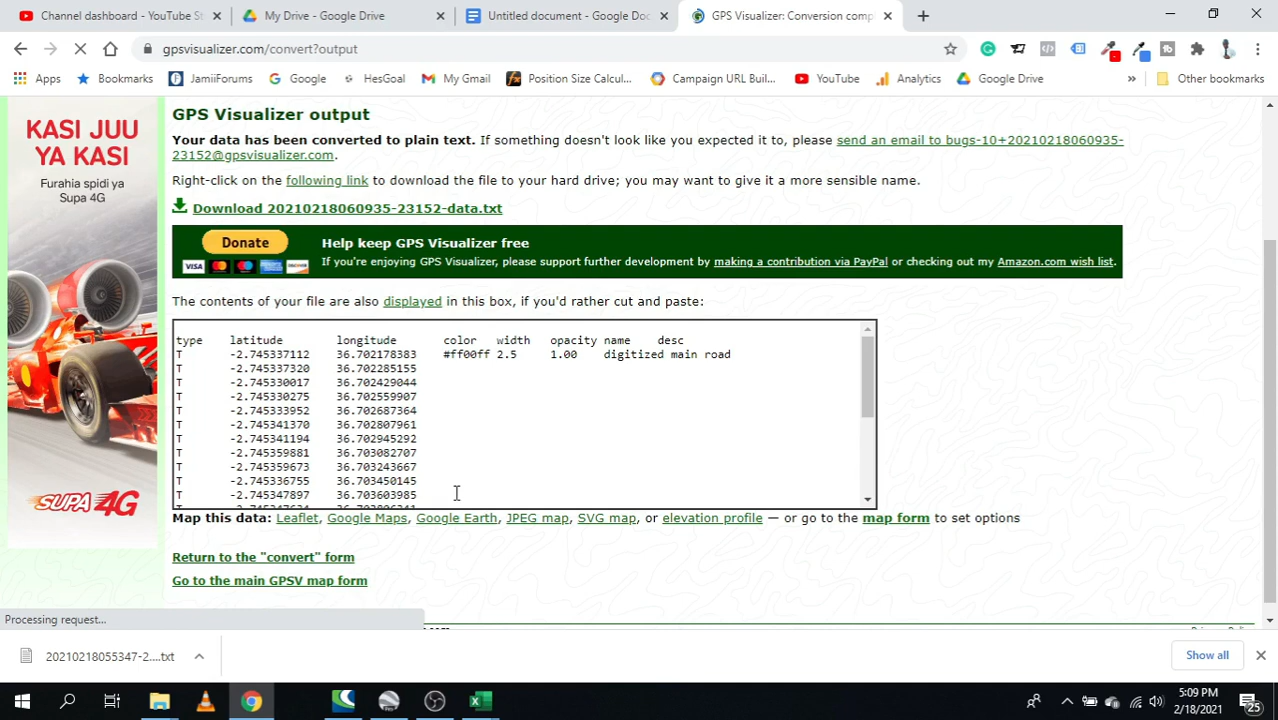 Channel dashboard - YouTube St
My Drive - Google Drive
Untitled document - Google Doc
GPS Visualizer: Conversion comp
gpsvisualizer.com/convert?output
Apps
Bookmarks
JamiiForums
Google
HesGoal
My Gmail
Position Size Calcul...
Campaign URL Buil...
YouTube
Analytics
Google Drive
»
Other bookmarks
KASI JUU
YA KASI
Furahia spidi ya
Supa 4G
SUPA 4G
GPS Visualizer output
Your data has been converted to plain text. If something doesn't look like you expected it to, please send an email to bugs-10+20210218060935-
23152@gpsvisualizer.com.
Right-click on the following link to download the file to your hard drive; you may want to give it a more sensible name.
Download 20210218060935-23152-data.txt
Donate
VISA
DISCOVER
Help keep GPS Visualizer free
If you're enjoying GPS Visualizer, please support further development by making a contribution via PayPal or checking out my Amazon.com wish list.
The contents of your file are also displayed in this box, if you'd rather cut and paste:
type latitude longitude color width opacity name desc
T -2.745337112 36.702178383 #ff00ff 2.5 1.00 digitized main road
T -2.745337320 36.702285155
T -2.745330017 36.702429044
T -2.745330275 36.702559907
T -2.745333952 36.702687364
T -2.745341370 36.702807961
T -2.745341194 36.702945292
T -2.745359881 36.703082707
T -2.745359673 36.703243667
T -2.745336755 36.703450145
T -2.745347897 36.703603985
Map this data: Leaflet, Google Maps, Google Earth, JPEG map, SVG map, or elevation profile — or go to the map form to set options
Return to the "convert" form
Go to the main GPSV map form
Processing request...
20210218055347-2....txt
Show all
5:09 PM
2/18/2021
25